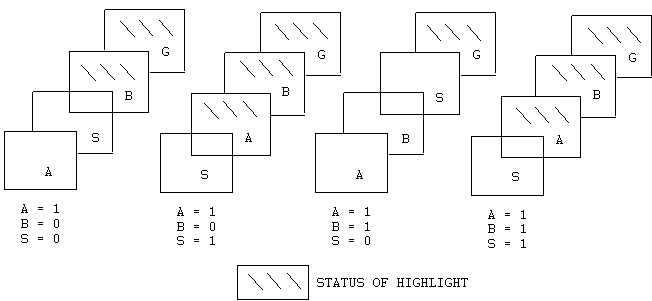 G G G G
B B S B
S A B A
A S A S
A = 1
B = 0
S = 0
A = 1
B = 0
S = 1
A = 1
B = 1
S = 0
A = 1
B = 1
S = 1
STATUS OF HIGHLIGHT